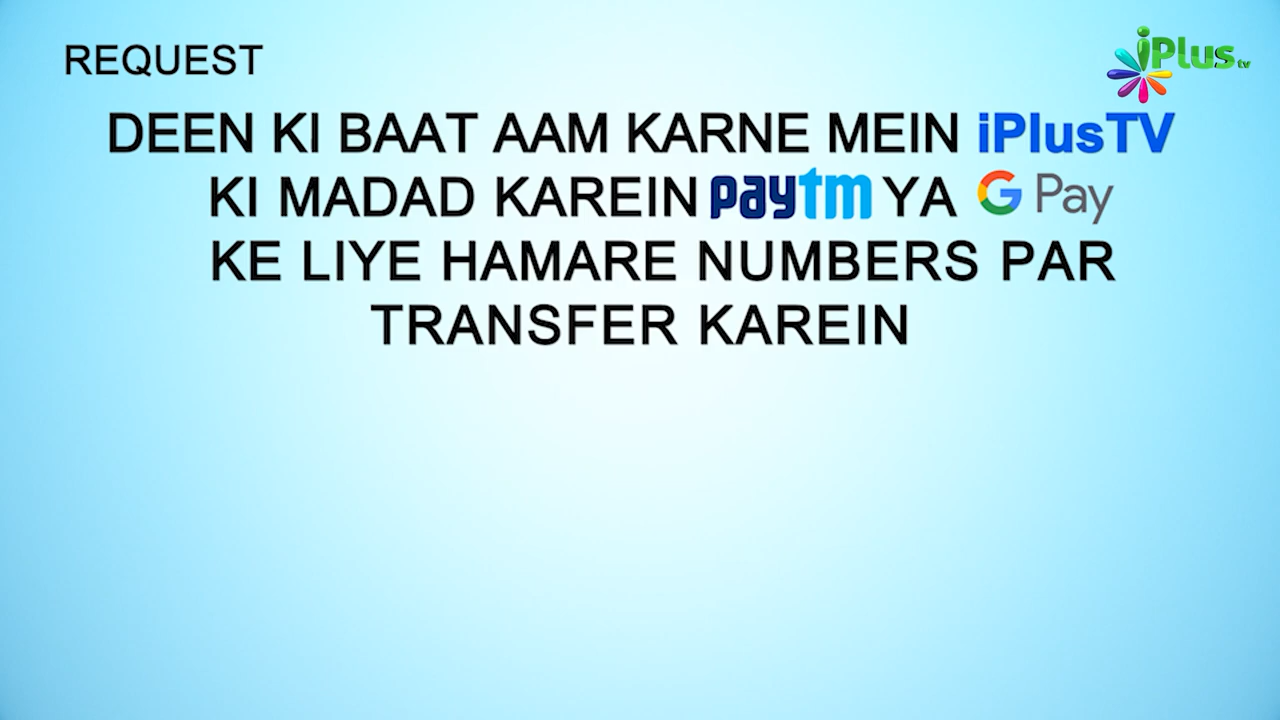 REQUEST
iPlus tv
DEEN KI BAAT AAM KARNE MEIN iPlusTV
KI MADAD KAREIN paytm YA G Pay
KE LIYE HAMARE NUMBERS PAR
TRANSFER KAREIN